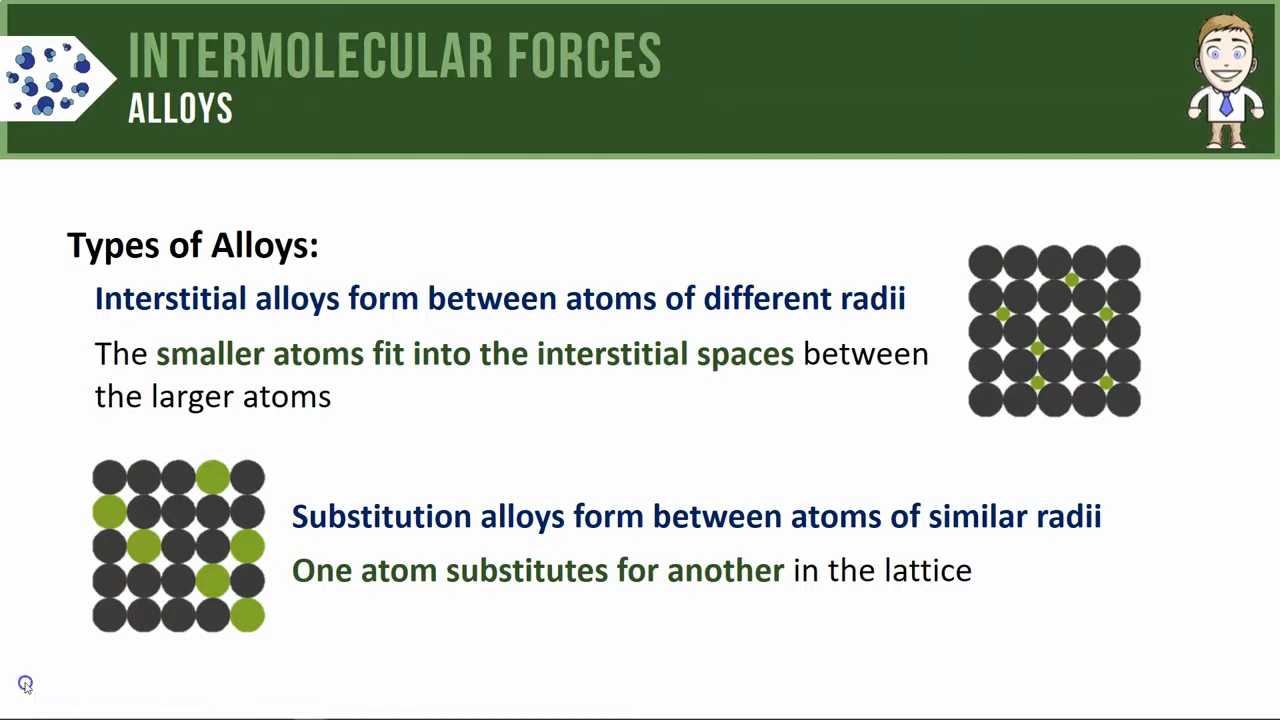 INTERMOLECULAR FORCES
ALLOYS
Types of Alloys:
Interstitial alloys form between atoms of different radii
The smaller atoms fit into the interstitial spaces between
the larger atoms
Substitution alloys form between atoms of similar radii
One atom substitutes for another in the lattice